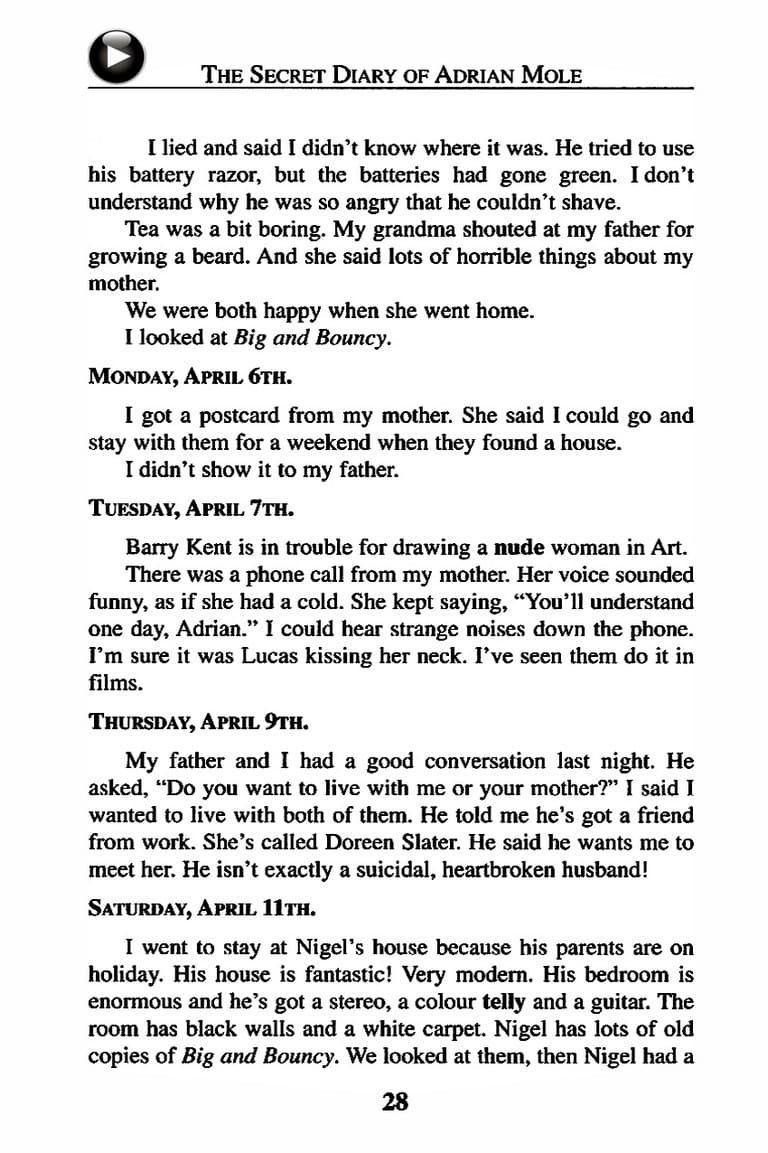 THE SECRET DIARY OF ADRIAN MOLE
I lied and said I didn't know where it was. He tried to use
his battery razor, but the batteries had gone green. I don't
understand why he was so angry that he couldn't shave.
Tea was a bit boring. My grandma shouted at my father for
growing a beard. And she said lots of horrible things about my
mother.
We were both happy when she went home.
I looked at Big and Bouncy.
MONDAY, APRIL 6TH.
I got a postcard from my mother. She said I could go and
stay with them for a weekend when they found a house.
I didn't show it to my father.
TUESDAY, APRIL 7TH.
Barry Kent is in trouble for drawing a nude woman in Art.
There was a phone call from my mother. Her voice sounded
funny, as if she had a cold. She kept saying, “You'll understand
one day, Adrian.” I could hear strange noises down the phone.
I'm sure it was Lucas kissing her neck. I've seen them do it in
films.
THURSDAY, APRIL 9TH.
My father and I had a good conversation last night. He
asked, “Do you want to live with me or your mother?” I said I
wanted to live with both of them. He told me he's got a friend
from work. She's called Doreen Slater. He said he wants me to
meet her. He isn't exactly a suicidal, heartbroken husband!
SATURDAY, APRIL 11TH.
I went to stay at Nigel's house because his parents are on
holiday. His house is fantastic! Very modern. His bedroom is
enormous and he's got a stereo, a colour telly and a guitar. The
room has black walls and a white carpet. Nigel has lots of old
copies of Big and Bouncy. We looked at them, then Nigel had a
28